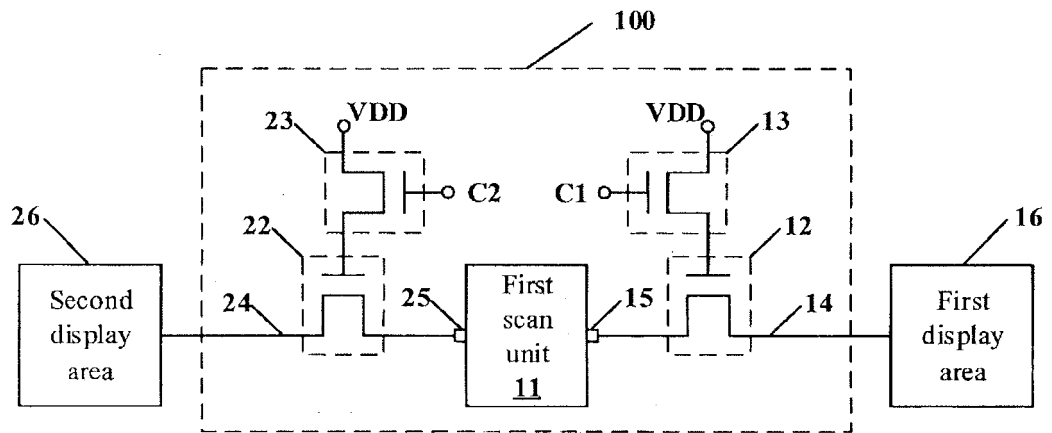 100
VDD
VDD
23
13
C2
C1
26
22
12
16
Second
display
area
24
25
First
scan
unit
11
15
14
First
display
area